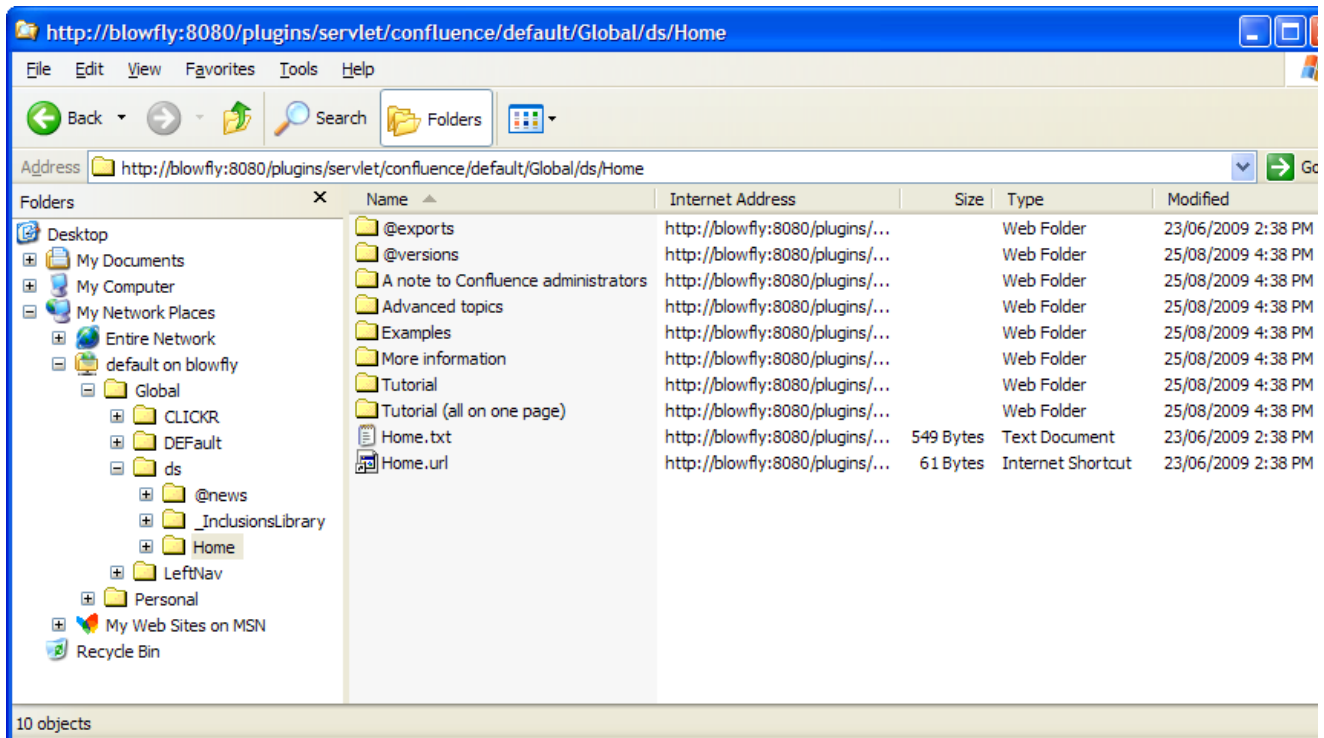 http://blowfly:8080/plugins/servlet/confluence/default/Global/ds/Home
File Edit View Favorites Tools Help
Back Search Folders
Address http://blowfly:8080/plugins/servlet/confluence/default/Global/ds/Home Go
Folders X Name Internet Address Size Type Modified
Desktop
My Documents
My Computer
My Network Places
Entire Network
default on blowfly
Global
CLICKR
DEFault
ds
@news
_InclusionsLibrary
Home
LeftNav
Personal
My Web Sites on MSN
Recycle Bin
@exports http://blowfly:8080/plugins/... Web Folder 23/06/2009 2:38 PM
@versions http://blowfly:8080/plugins/... Web Folder 25/08/2009 4:38 PM
A note to Confluence administrators http://blowfly:8080/plugins/... Web Folder 25/08/2009 4:38 PM
Advanced topics http://blowfly:8080/plugins/... Web Folder 25/08/2009 4:38 PM
Examples http://blowfly:8080/plugins/... Web Folder 25/08/2009 4:38 PM
More information http://blowfly:8080/plugins/... Web Folder 25/08/2009 4:38 PM
Tutorial http://blowfly:8080/plugins/... Web Folder 25/08/2009 4:38 PM
Tutorial (all on one page) http://blowfly:8080/plugins/... Web Folder 25/08/2009 4:38 PM
Home.txt http://blowfly:8080/plugins/... 549 Bytes Text Document 23/06/2009 2:38 PM
Home.url http://blowfly:8080/plugins/... 61 Bytes Internet Shortcut 23/06/2009 2:38 PM
10 objects